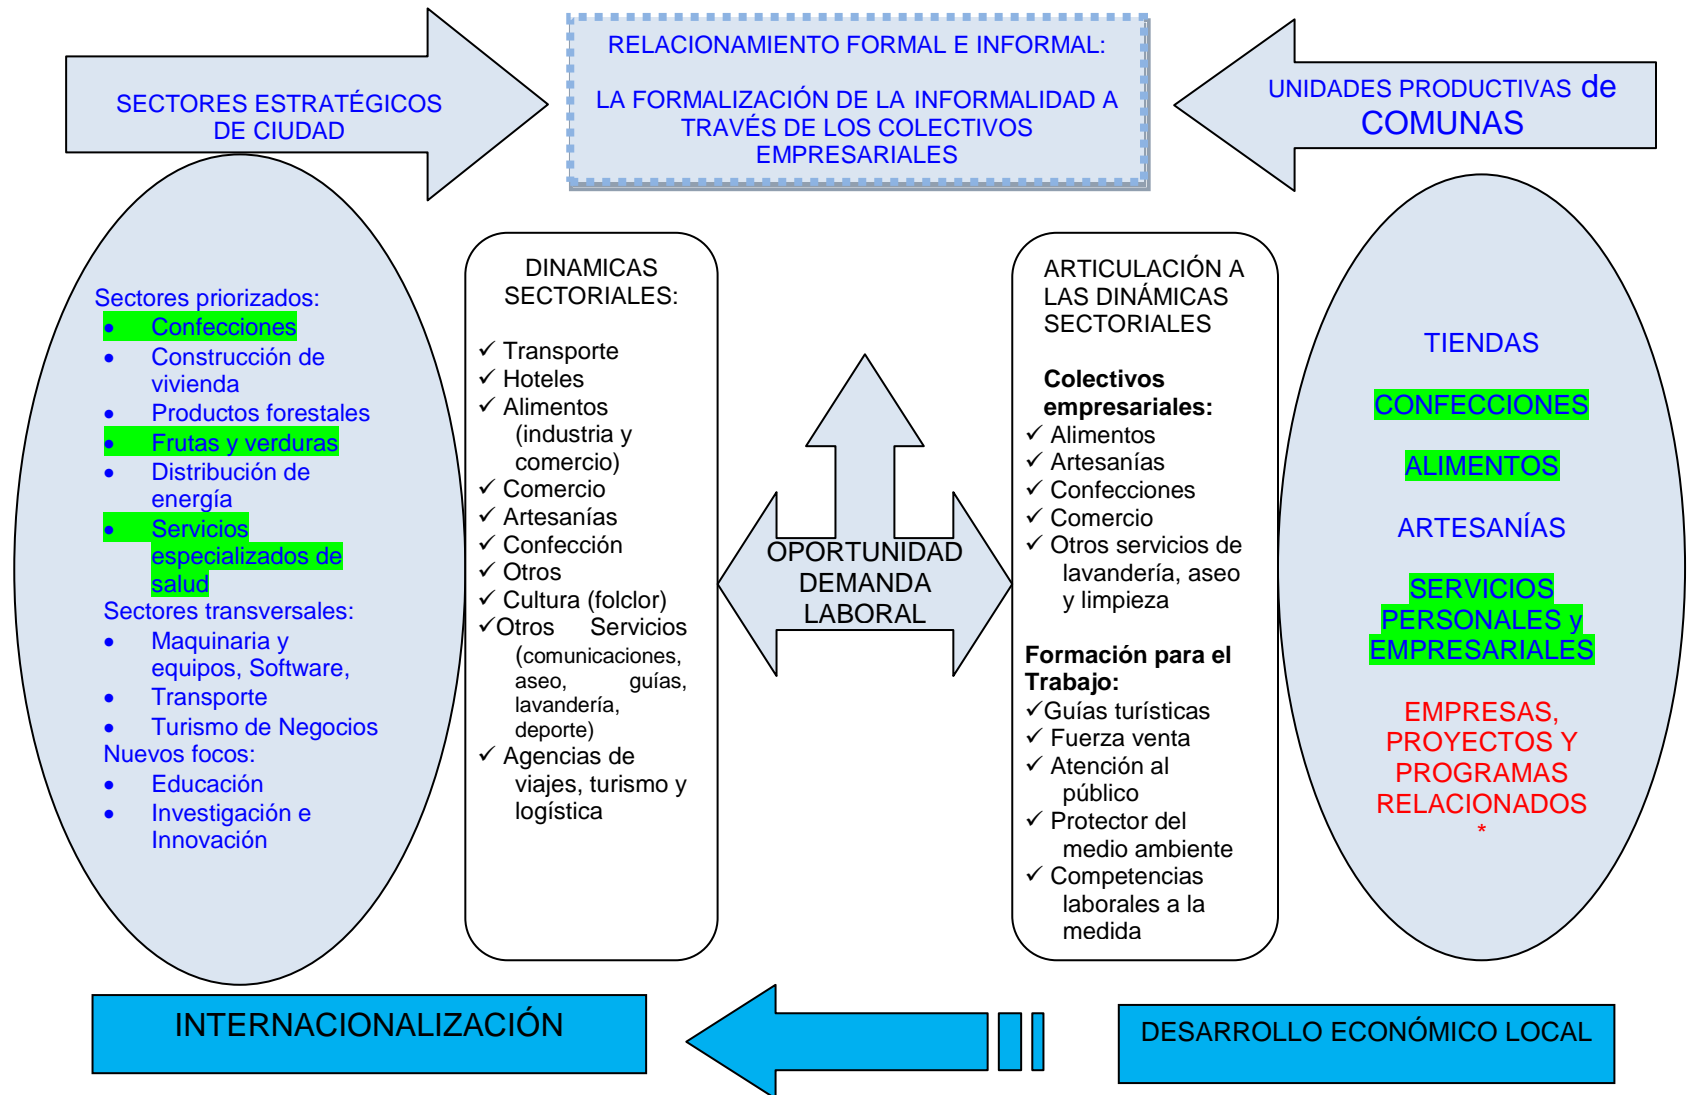 SECTORES ESTRATÉGICOS
DE CIUDAD
RELACIONAMIENTO FORMAL E INFORMAL:
LA FORMALIZACIÓN DE LA INFORMALIDAD A
TRAVÉS DE LOS COLECTIVOS
EMPRESARIALES
UNIDADES PRODUCTIVAS de
COMUNAS
Sectores priorizados:
• Confecciones
• Construcción de
vivienda
• Productos forestales
• Frutas y verduras
• Distribución de
energía
• Servicios
especializados de
salud
Sectores transversales:
• Maquinaria y
equipos, Software,
• Transporte
• Turismo de Negocios
Nuevos focos:
• Educación
• Investigación e
Innovación
DINAMICAS
SECTORIALES:
✓ Transporte
✓ Hoteles
✓ Alimentos
(industria y
comercio)
✓ Comercio
✓ Artesanías
✓ Confección
✓ Otros
✓ Cultura (folclor)
✓Otros Servicios
(comunicaciones,
aseo, guías,
lavandería,
deporte)
✓ Agencias de
viajes, turismo y
logística
OPORTUNIDAD
DEMANDA
LABORAL
ARTICULACIÓN A
LAS DINÁMICAS
SECTORIALES
Colectivos
empresariales:
✓ Alimentos
✓ Artesanías
✓ Confecciones
✓ Comercio
✓ Otros servicios de
lavandería, aseo
y limpieza
Formación para el
Trabajo:
✓Guías turísticas
✓ Fuerza venta
✓ Atención al
público
✓ Protector del
medio ambiente
✓ Competencias
laborales a la
medida
TIENDAS
CONFECCIONES
ALIMENTOS
ARTESANÍAS
SERVICIOS
PERSONALES y
EMPRESARIALES
EMPRESAS,
PROYECTOS Y
PROGRAMAS
RELACIONADOS
*
INTERNACIONALIZACIÓN
DESARROLLO ECONÓMICO LOCAL